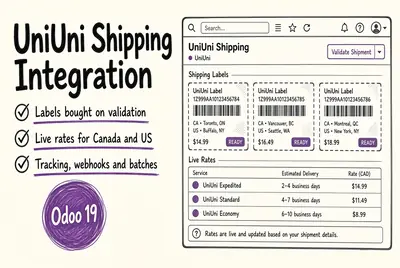 UniUni Shipping
Integration
Labels bought on validation
Live rates for Canada and US
Tracking, webhooks and batches
Odoo 19
Search...
UniUni Shipping
UniUni
Validate Shipment
Shipping Labels
UniUni Label
1Z999AA10123456784
CA • Toronto, ON
US • Buffalo, NY
$14.99
READY
UniUni Label
1Z999AA10123456785
CA • Vancouver, BC
US • Seattle, WA
$16.49
READY
UniUni Label
1Z999AA10123456786
CA • Montreal, QC
US • New York, NY
$18.99
READY
Live Rates
Service Estimated Delivery Rate (CAD)
UniUni Expedited 2–4 business days $14.99
UniUni Standard 4–7 business days $11.49
UniUni Economy 6–10 business days $8.99
Rates are live and updated based on your shipment details.